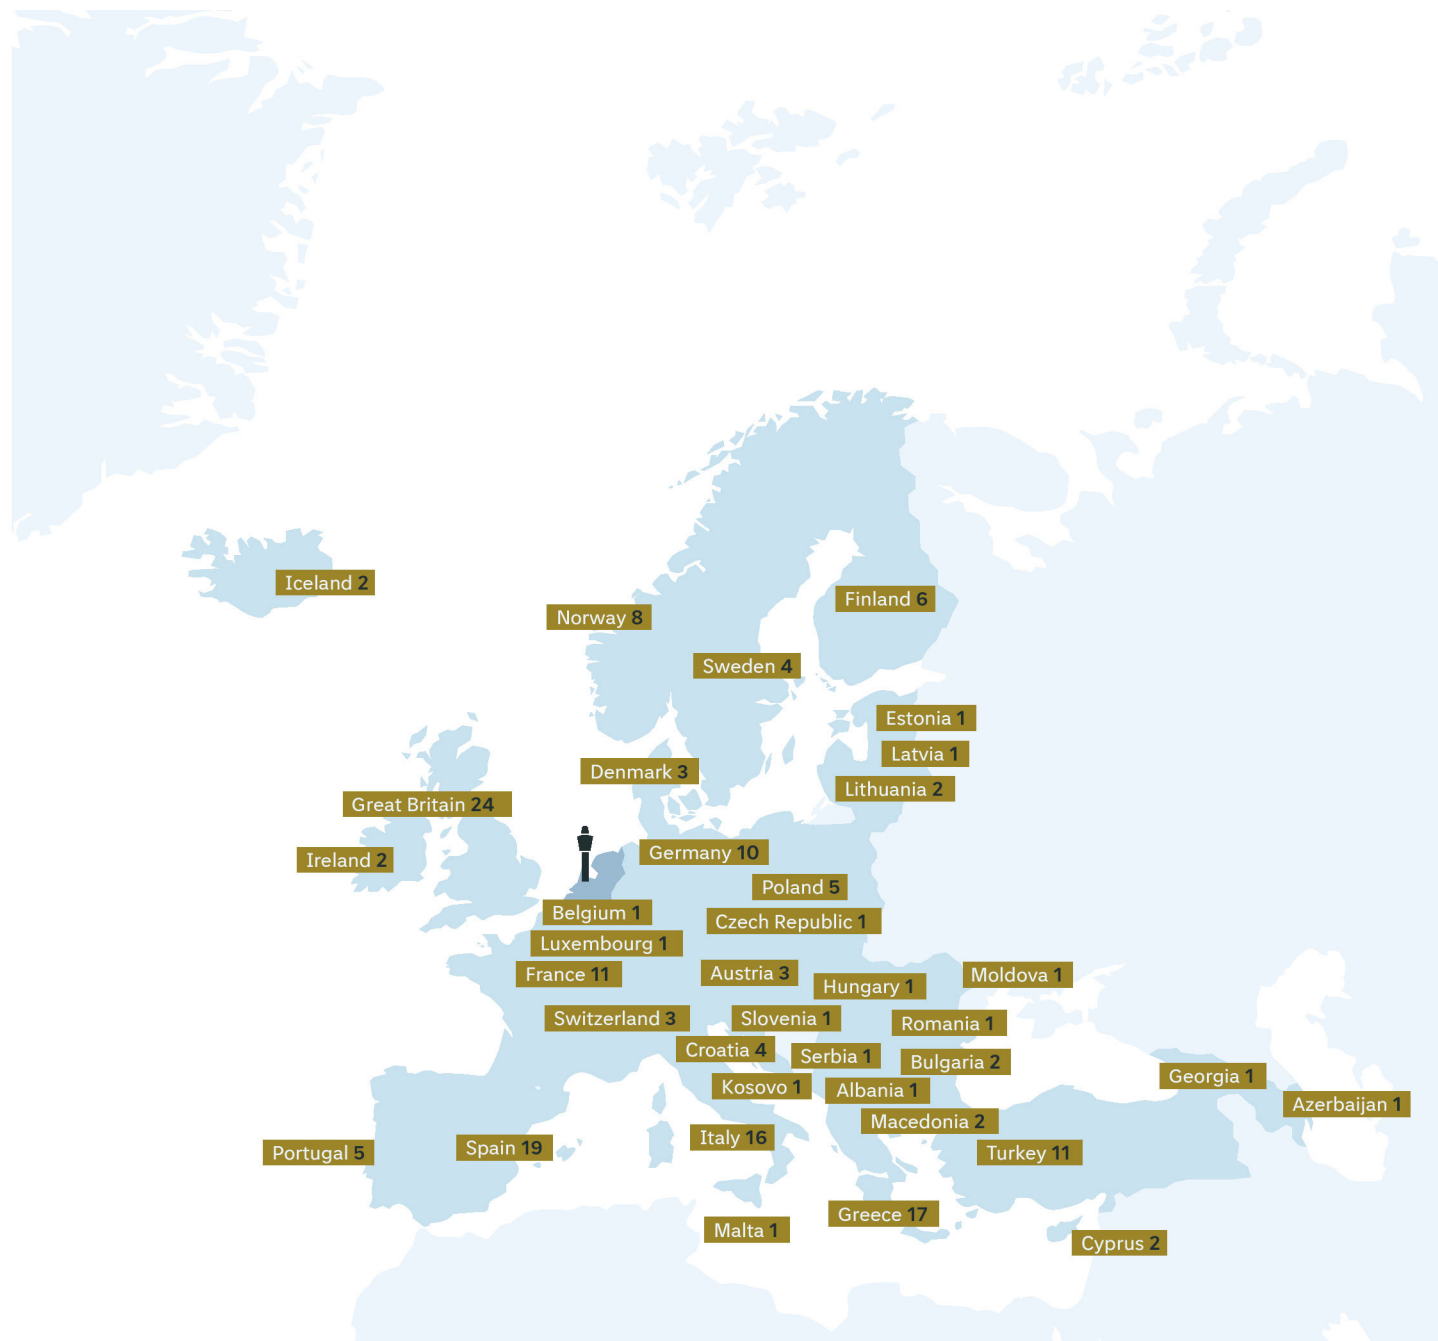 Iceland 2
Finland 6
Norway 8
Sweden 4
Estonia 1
Latvia 1
Denmark 3
Lithuania 2
Great Britain 24
Germany 10
Ireland 2
Poland 5
Belgium 1
Czech Republic 1
Luxembourg 1
France 11
Austria 3
Moldova 1
Hungary 1
Switzerland 3
Slovenia 1
Romania 1
Croatia 4
Serbia 1
Bulgaria 2
Georgia 1
Kosovo 1
Albania 1
Azerbaijan 1
Macedonia 2
Italy 16
Spain 19
Portugal 5
Turkey 11
Greece 17
Malta 1
Cyprus 2